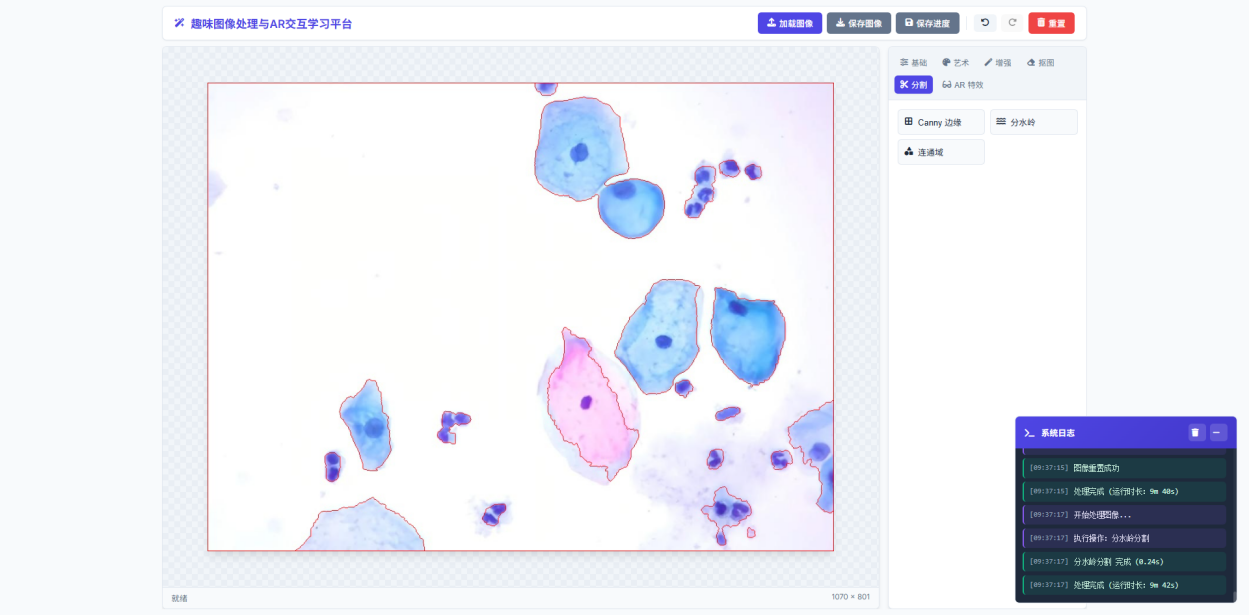 趣味图像处理与AR交互学习平台
加载图像
保存图像
保存进度
重置
基础
艺术
增强
抠图
分割
AR 特效
Canny 边缘
分水岭
连通域
系统日志
[09:37:15] 图像重置成功
[09:37:15] 处理完成 (运行时长: 9m 40s)
[09:37:17] 开始处理图像...
[09:37:17] 执行操作: 分水岭分割
[09:37:17] 分水岭分割 完成 (0.24s)
[09:37:17] 处理完成 (运行时长: 9m 42s)
就绪
1070 × 801